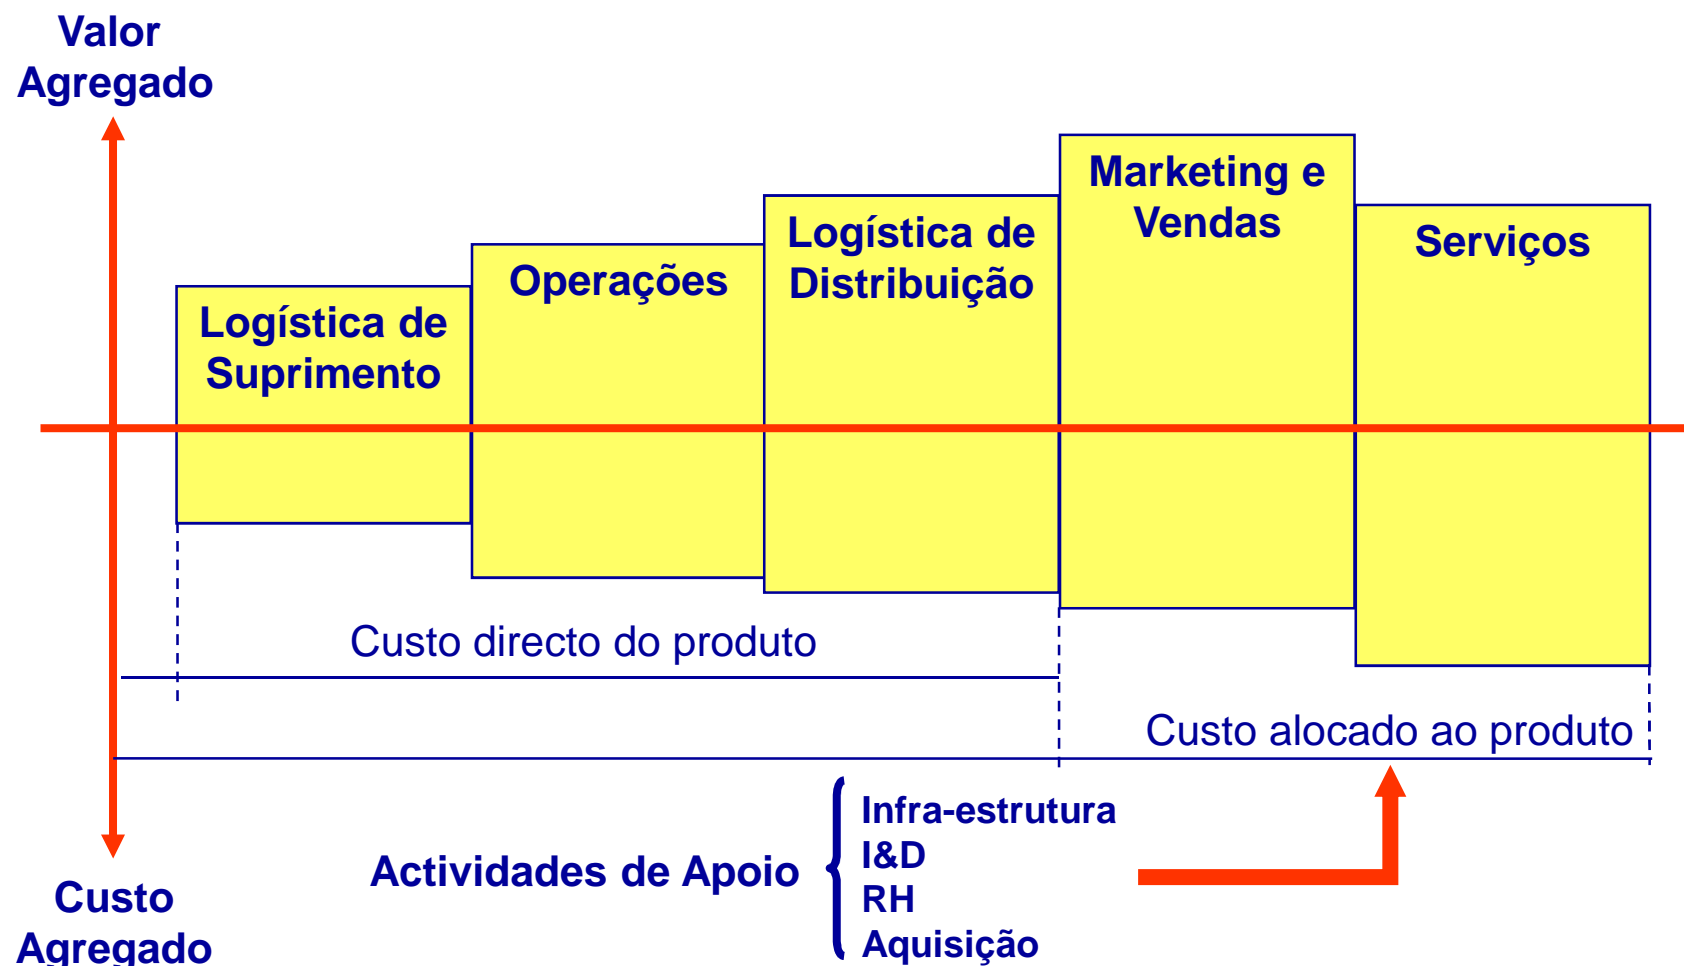 Valor
Agregado
Logística de
Suprimento
Operações
Logística de
Distribuição
Marketing e
Vendas
Serviços
Custo directo do produto
Custo alocado ao produto
Actividades de Apoio
Infra-estrutura
I&D
RH
Aquisição
Custo
Agregado